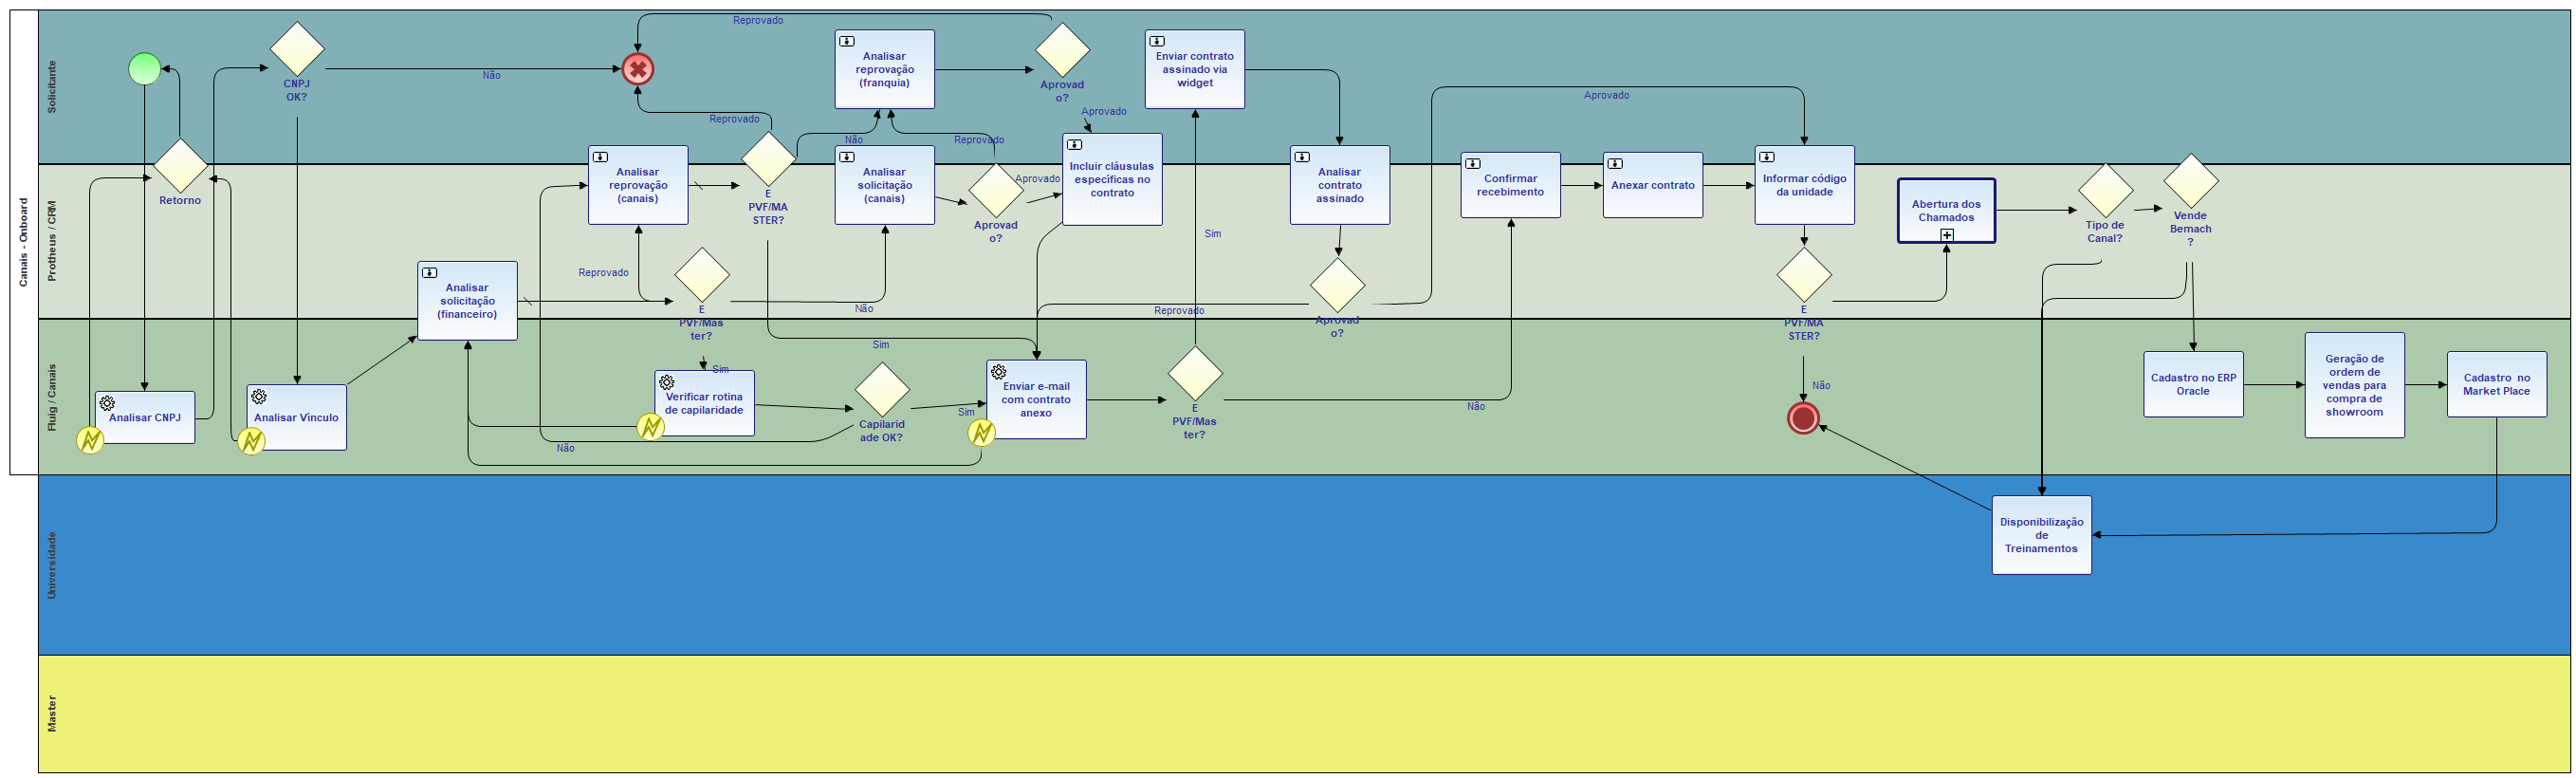 Canais - Onboard
Solicitante
Protheus / CRM
Fluig / Canais
Universidade
Master
CNPJ
OK?
Não
Reprovado
Reprovado
Analisar
reprovação
(franquia)
Aprovad
o?
Aprovado
Enviar contrato
assinado via
widget
Aprovado
Retorno
Analisar
reprovação
(canais)
E
PVF/MA
STER?
Não
Analisar
solicitação
(canais)
Reprovado
Aprovad
o?
Aprovado
Incluir cláusulas
específicas no
contrato
Sim
Analisar
contrato
assinado
Confirmar
recebimento
Anexar contrato
Informar código
da unidade
Abertura dos
Chamados
Tipo de
Canal?
Vende
Bemach
?
Analisar
solicitação
(financeiro)
Reprovado
E
PVF/Mas
ter?
Não
Sim
Reprovado
Aprovad
o?
E
PVF/MA
STER?
Não
Analisar CNPJ
Analisar Vínculo
Sim
Verificar rotina
de capilaridade
Não
Capilarid
ade OK?
Sim
Enviar e-mail
com contrato
anexo
E
PVF/Mas
ter?
Não
Cadastro no ERP
Oracle
Geração de
ordem de
vendas para
compra de
showroom
Cadastro no
Market Place
Disponibilização
de
Treinamentos